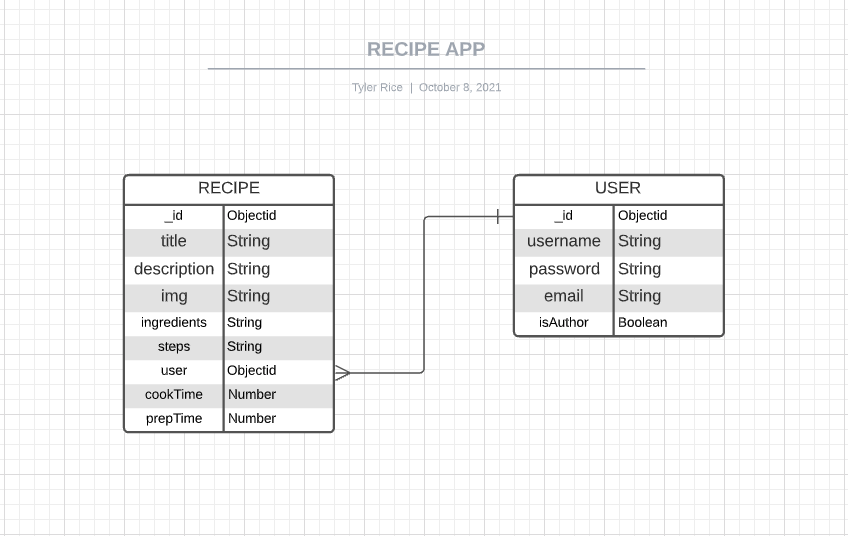 RECIPE APP
Tyler Rice | October 8, 2021
RECIPE
_id Objectid
title String
description String
img String
ingredients String
steps String
user Objectid
cookTime Number
prepTime Number
USER
_id Objectid
username String
password String
email String
isAuthor Boolean